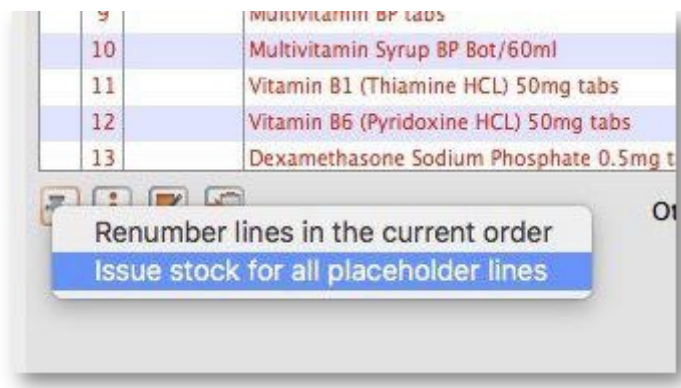 9 Multivitamin BP tabs
10 Multivitamin Syrup BP Bot/60ml
11 Vitamin B1 (Thiamine HCL) 50mg tabs
12 Vitamin B6 (Pyridoxine HCL) 50mg tabs
13 Dexamethasone Sodium Phosphate 0.5mg t
Ot
Renumber lines in the current order
Issue stock for all placeholder lines